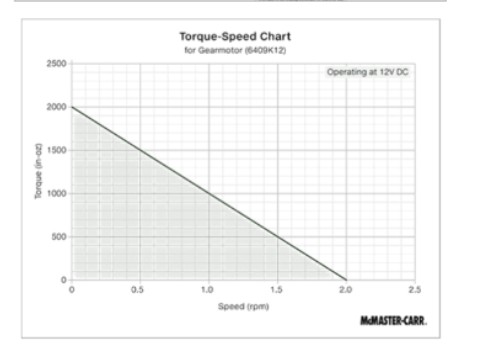 Torque-Speed Chart
for Gearmotor (6409K12)
Operating at 12V DC
2500
2000
1500
1000
500
0
Torque (in-oz)
0
0.5
1.0
1.5
2.0
2.5
Speed (rpm)
McMASTER-CARR.